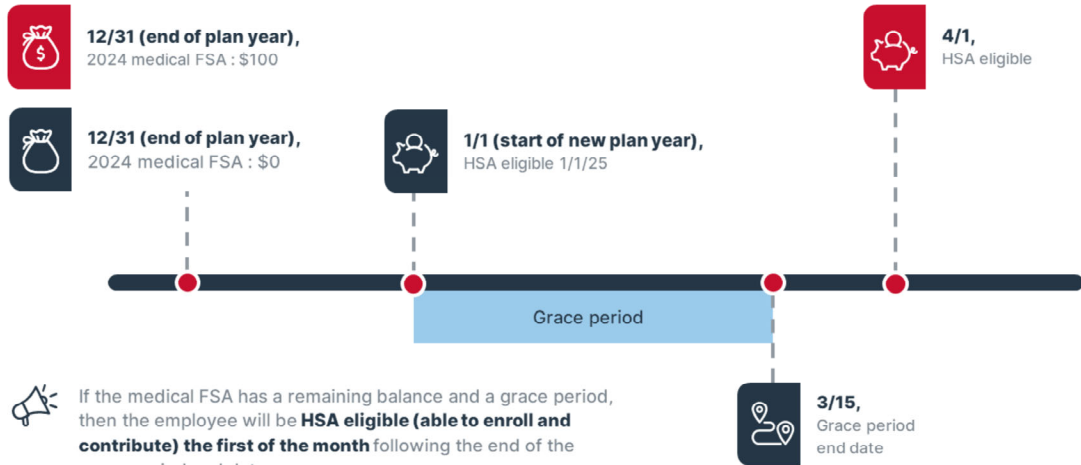 12/31 (end of plan year),
2024 medical FSA : $100
4/1,
HSA eligible
12/31 (end of plan year),
2024 medical FSA : $0
1/1 (start of new plan year),
HSA eligible 1/1/25
Grace period
If the medical FSA has a remaining balance and a grace period,
then the employee will be HSA eligible (able to enroll and
contribute) the first of the month following the end of the
3/15,
Grace period
end date